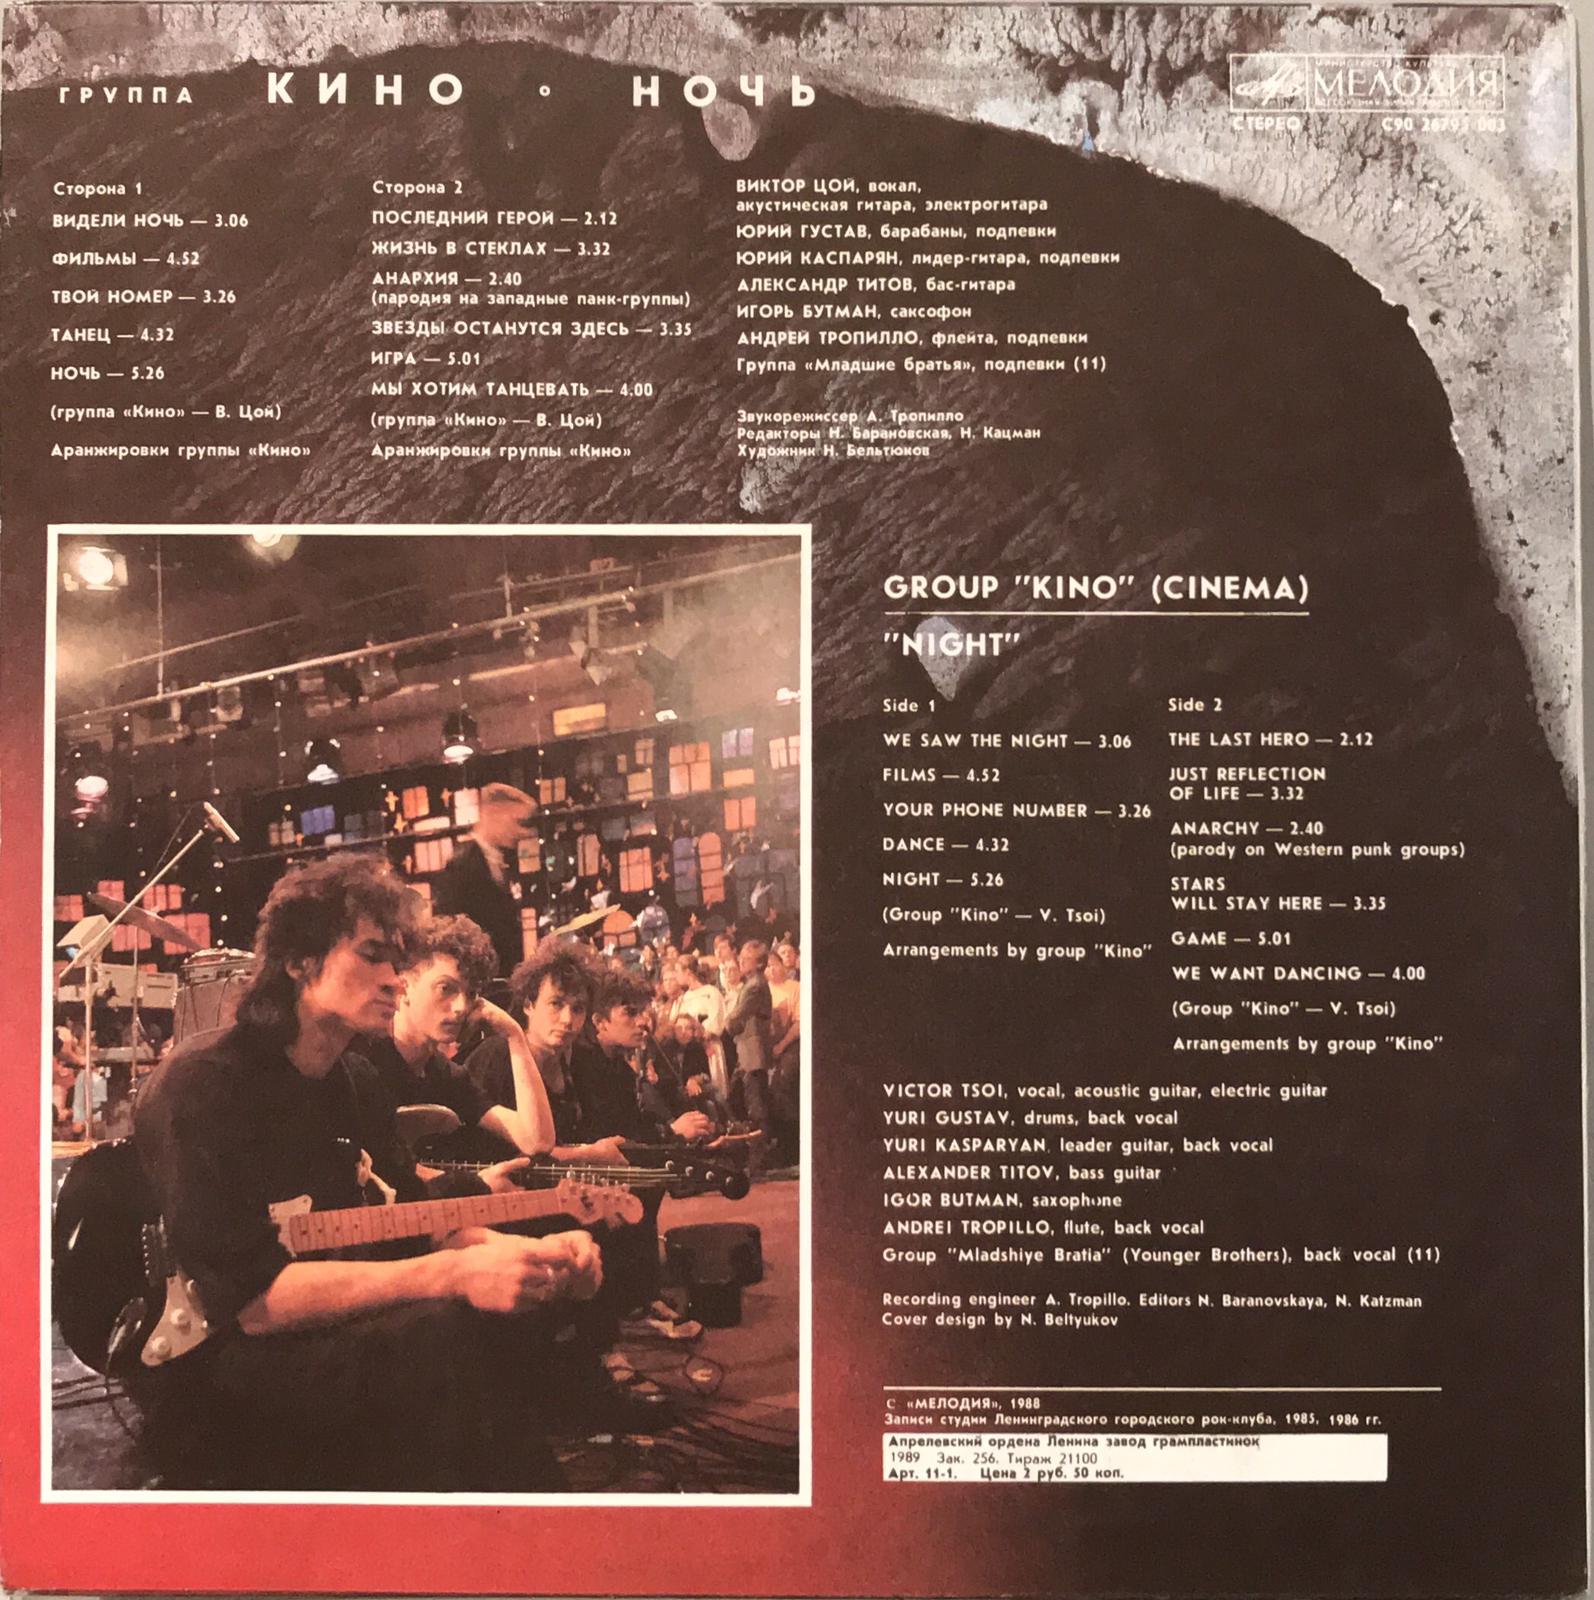 ГРУППА КИНО ° НОЧЬ
МИНИСТЕРСТВО КУЛЬТУРЫ
МЕЛОДИЯ
СТЕРЕО С90 26795 003
Сторона 1
ВИДЕЛИ НОЧЬ — 3.06
ФИЛЬМЫ — 4.52
ТВОЙ НОМЕР — 3.26
ТАНЕЦ — 4.32
НОЧЬ — 5.26
(группа «Кино» — В. Цой)
Аранжировки группы «Кино»
Сторона 2
ПОСЛЕДНИЙ ГЕРОЙ — 2.12
ЖИЗНЬ В СТЕКЛАХ — 3.32
АНАРХИЯ — 2.40
(пародия на западные панк-группы)
ЗВЕЗДЫ ОСТАНУТСЯ ЗДЕСЬ — 3.35
ИГРА — 5.01
МЫ ХОТИМ ТАНЦЕВАТЬ — 4.00
(группа «Кино» — В. Цой)
Аранжировки группы «Кино»
ВИКТОР ЦОЙ, вокал,
акустическая гитара, электрогитара
ЮРИЙ ГУСТАВ, барабаны, подпевки
ЮРИЙ КАСПАРЯН, лидер-гитара, подпевки
АЛЕКСАНДР ТИТОВ, бас-гитара
ИГОРЬ БУТМАН, саксофон
АНДРЕЙ ТРОПИЛЛО, флейта, подпевки
Группа «Младшие братья», подпевки (11)
Звукорежиссер А. Тропилло
Редакторы Н. Барановская, Н. Кацман
Художник Н. Бельтюков
GROUP "KINO" (CINEMA)
"NIGHT"
Side 1
WE SAW THE NIGHT — 3.06
FILMS — 4.52
YOUR PHONE NUMBER — 3.26
DANCE — 4.32
NIGHT — 5.26
(Group "Kino" — V. Tsoi)
Arrangements by group "Kino"
Side 2
THE LAST HERO — 2.12
JUST REFLECTION
OF LIFE — 3.32
ANARCHY — 2.40
(parody on Western punk groups)
STARS
WILL STAY HERE — 3.35
GAME — 5.01
WE WANT DANCING — 4.00
(Group "Kino" — V. Tsoi)
Arrangements by group "Kino"
VICTOR TSOI, vocal, acoustic guitar, electric guitar
YURI GUSTAV, drums, back vocal
YURI KASPARYAN, leader guitar, back vocal
ALEXANDER TITOV, bass guitar
IGOR BUTMAN, saxophone
ANDREI TROPILLO, flute, back vocal
Group "Mladshiye Bratia" (Younger Brothers), back vocal (11)
Recording engineer A. Tropillo. Editors N. Baranovskaya, N. Katzman
Cover design by N. Beltyukov
С «МЕЛОДИЯ», 1988
Записи студии Ленинградского городского рок-клуба, 1985, 1986 гг.
Апрелевский ордена Ленина завод грампластинок
1989 Зак. 256. Тираж 21100
Арт. 11-1. Цена 2 руб. 50 коп.